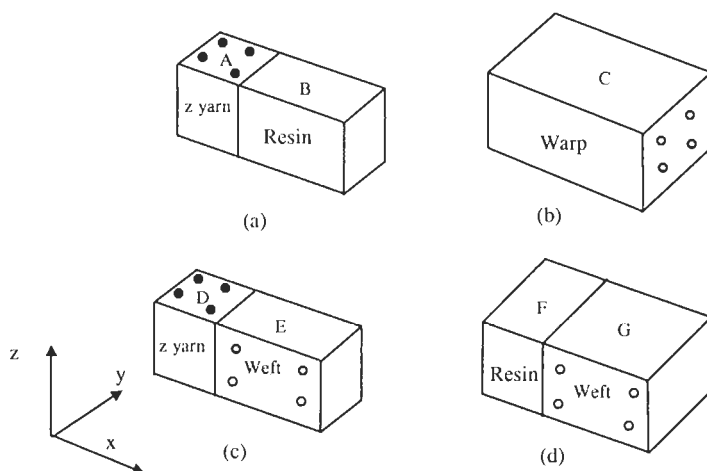 A
B
C
z yarn
Resin
Warp
(a)
(b)
D
E
F
G
z yarn
Weft
Resin
Weft
z
y
x
(c)
(d)